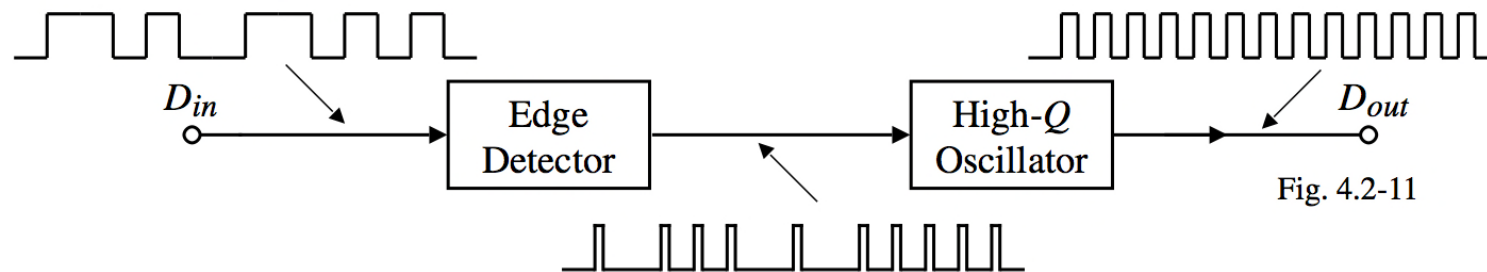 D_in
Edge
Detector
High-Q
Oscillator
D_out
Fig. 4.2-11